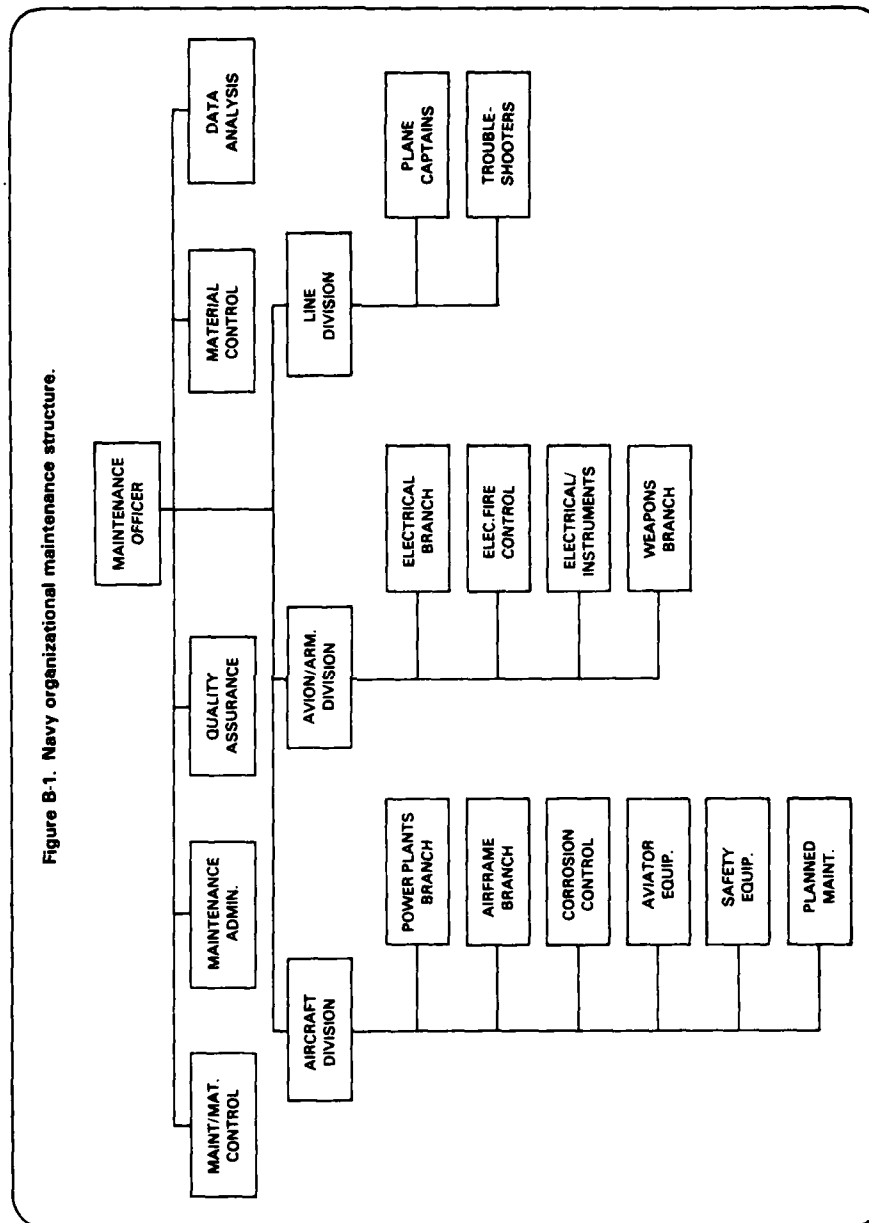 Figure B-1. Navy organizational maintenance structure.
MAINTENANCE
OFFICER
MAINT/MAT.
CONTROL
MAINTENANCE
ADMIN.
QUALITY
ASSURANCE
MATERIAL
CONTROL
DATA
ANALYSIS
AIRCRAFT
DIVISION
AVION/ARM.
DIVISION
LINE
DIVISION
POWER PLANTS
BRANCH
AIRFRAME
BRANCH
CORROSION
CONTROL
AVIATOR
EQUIP.
SAFETY
EQUIP.
PLANNED
MAINT.
ELECTRICAL
BRANCH
ELEC.FIRE
CONTROL
ELECTRICAL/
INSTRUMENTS
WEAPONS
BRANCH
PLANE
CAPTAINS
TROUBLE-
SHOOTERS